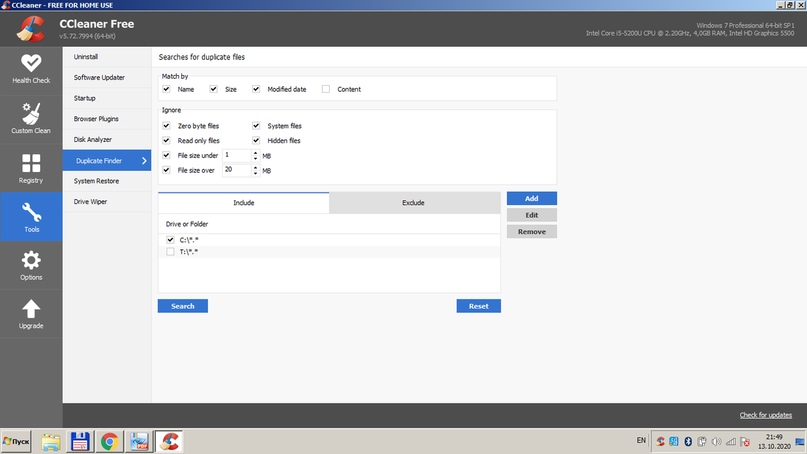 CCleaner - FREE FOR HOME USE
CCleaner Free
v5.72.7994 (64-bit)
Windows 7 Professional 64-bit SP1
Intel Core i5-5200U CPU @ 2.20GHz, 4,0GB RAM, Intel HD Graphics 5500
Health Check
Custom Clean
Registry
Tools
Options
Upgrade
Uninstall
Software Updater
Startup
Browser Plugins
Disk Analyzer
Duplicate Finder
System Restore
Drive Wiper
Searches for duplicate files
Match by
Name Size Modified date Content
Ignore
Zero byte files System files
Read only files Hidden files
File size under 1 MB
File size over 20 MB
Include Exclude
Drive or Folder
C:\*.*
T:\*.*
Add
Edit
Remove
Search Reset
Check for updates
Пуск
EN
21:49
13.10.2020